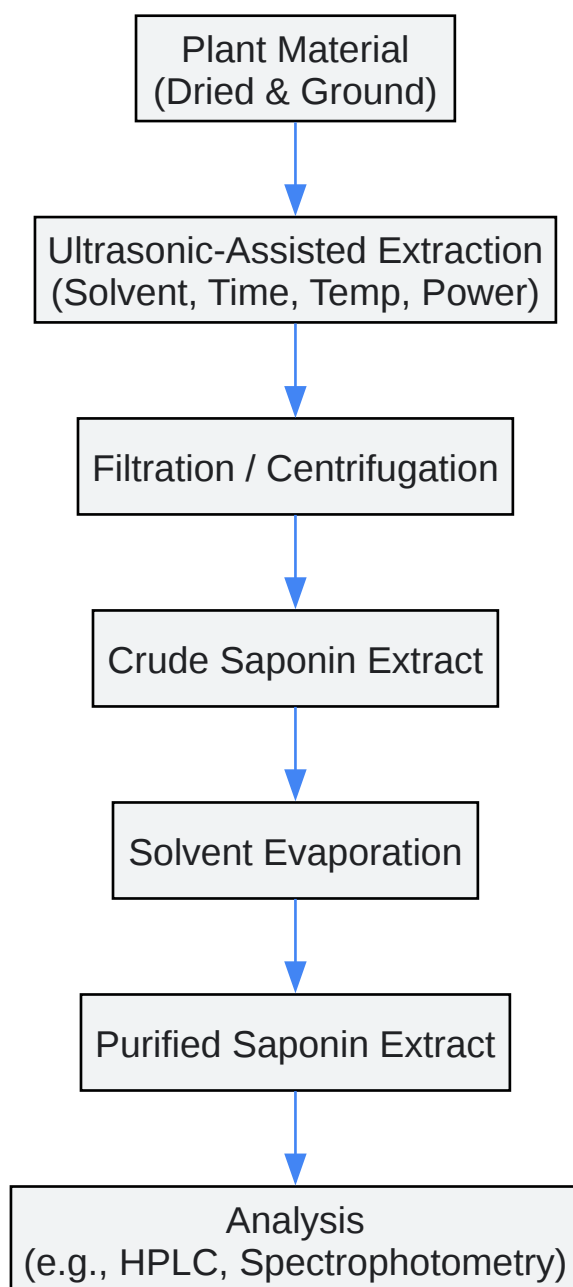 Plant Material
(Dried & Ground)
Ultrasonic-Assisted Extraction
(Solvent, Time, Temp, Power)
Filtration / Centrifugation
Crude Saponin Extract
Solvent Evaporation
Purified Saponin Extract
Analysis
(e.g., HPLC, Spectrophotometry)